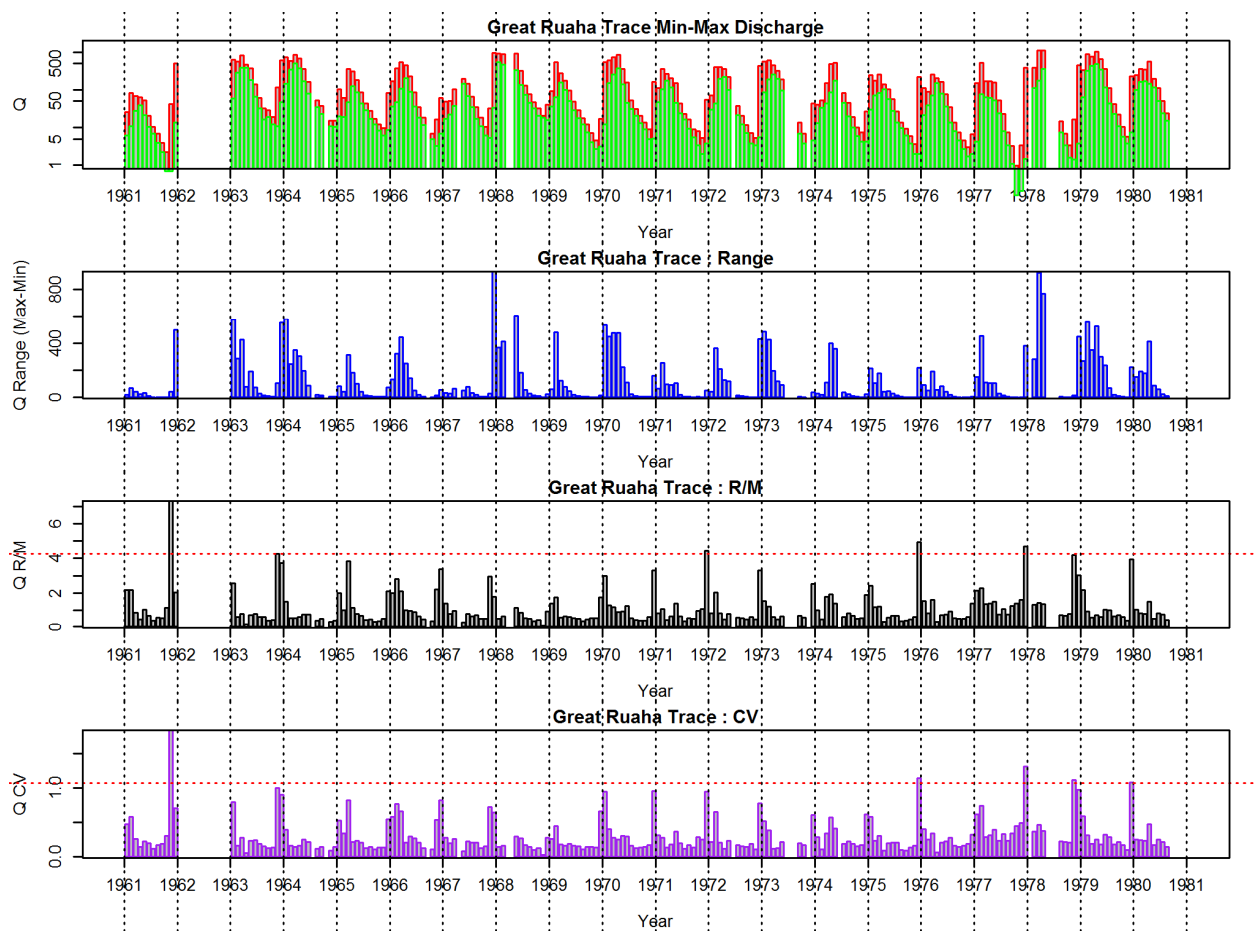 Great Ruaha Trace Min-Max Discharge
Q
500
50
5
1
1961 1962 1963 1964 1965 1966 1967 1968 1969 1970 1971 1972 1973 1974 1975 1976 1977 1978 1979 1980 1981
Year
Great Ruaha Trace : Range
Q Range (Max-Min)
800
400
0
1961 1962 1963 1964 1965 1966 1967 1968 1969 1970 1971 1972 1973 1974 1975 1976 1977 1978 1979 1980 1981
Year
Great Ruaha Trace : R/M
Q R/M
6
4
2
0
1961 1962 1963 1964 1965 1966 1967 1968 1969 1970 1971 1972 1973 1974 1975 1976 1977 1978 1979 1980 1981
Year
Great Ruaha Trace : CV
Q CV
1.0
0.0
1961 1962 1963 1964 1965 1966 1967 1968 1969 1970 1971 1972 1973 1974 1975 1976 1977 1978 1979 1980 1981
Year